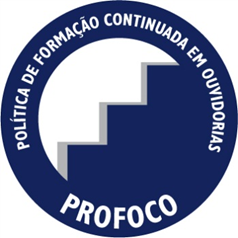 POLÍTICA DE FORMAÇÃO CONTINUADA EM OUVIDORIAS
PROFOCO